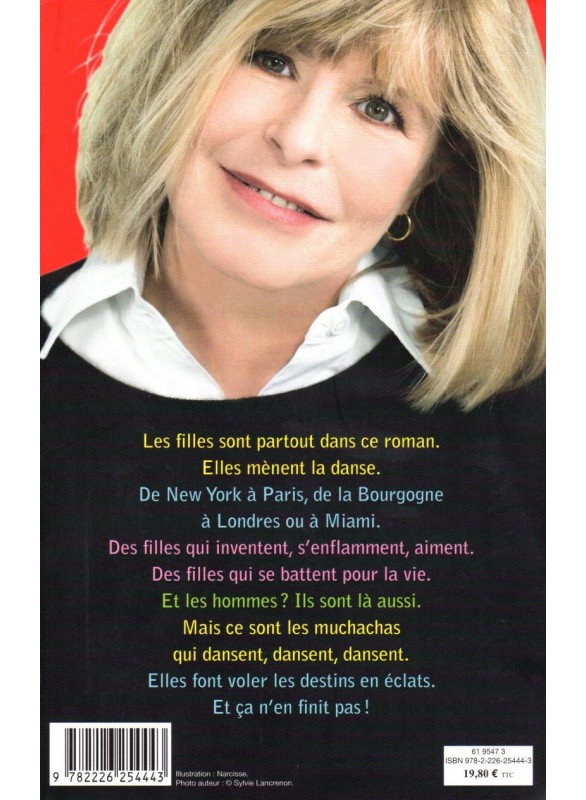 Les filles sont partout dans ce roman.
Elles mènent la danse.
De New York à Paris, de la Bourgogne
à Londres ou à Miami.
Des filles qui inventent, s'enflamment, aiment.
Des filles qui se battent pour la vie.
Et les hommes ? Ils sont là aussi.
Mais ce sont les muchachas
qui dansent, dansent, dansent.
Elles font voler les destins en éclats.
Et ça n'en finit pas !
9 782226 254443
Illustration : Narcisse.
Photo auteur : © Sylvie Lancrenon.
61 9547 3
ISBN 978-2-226-25444-3
19,80 € TTC